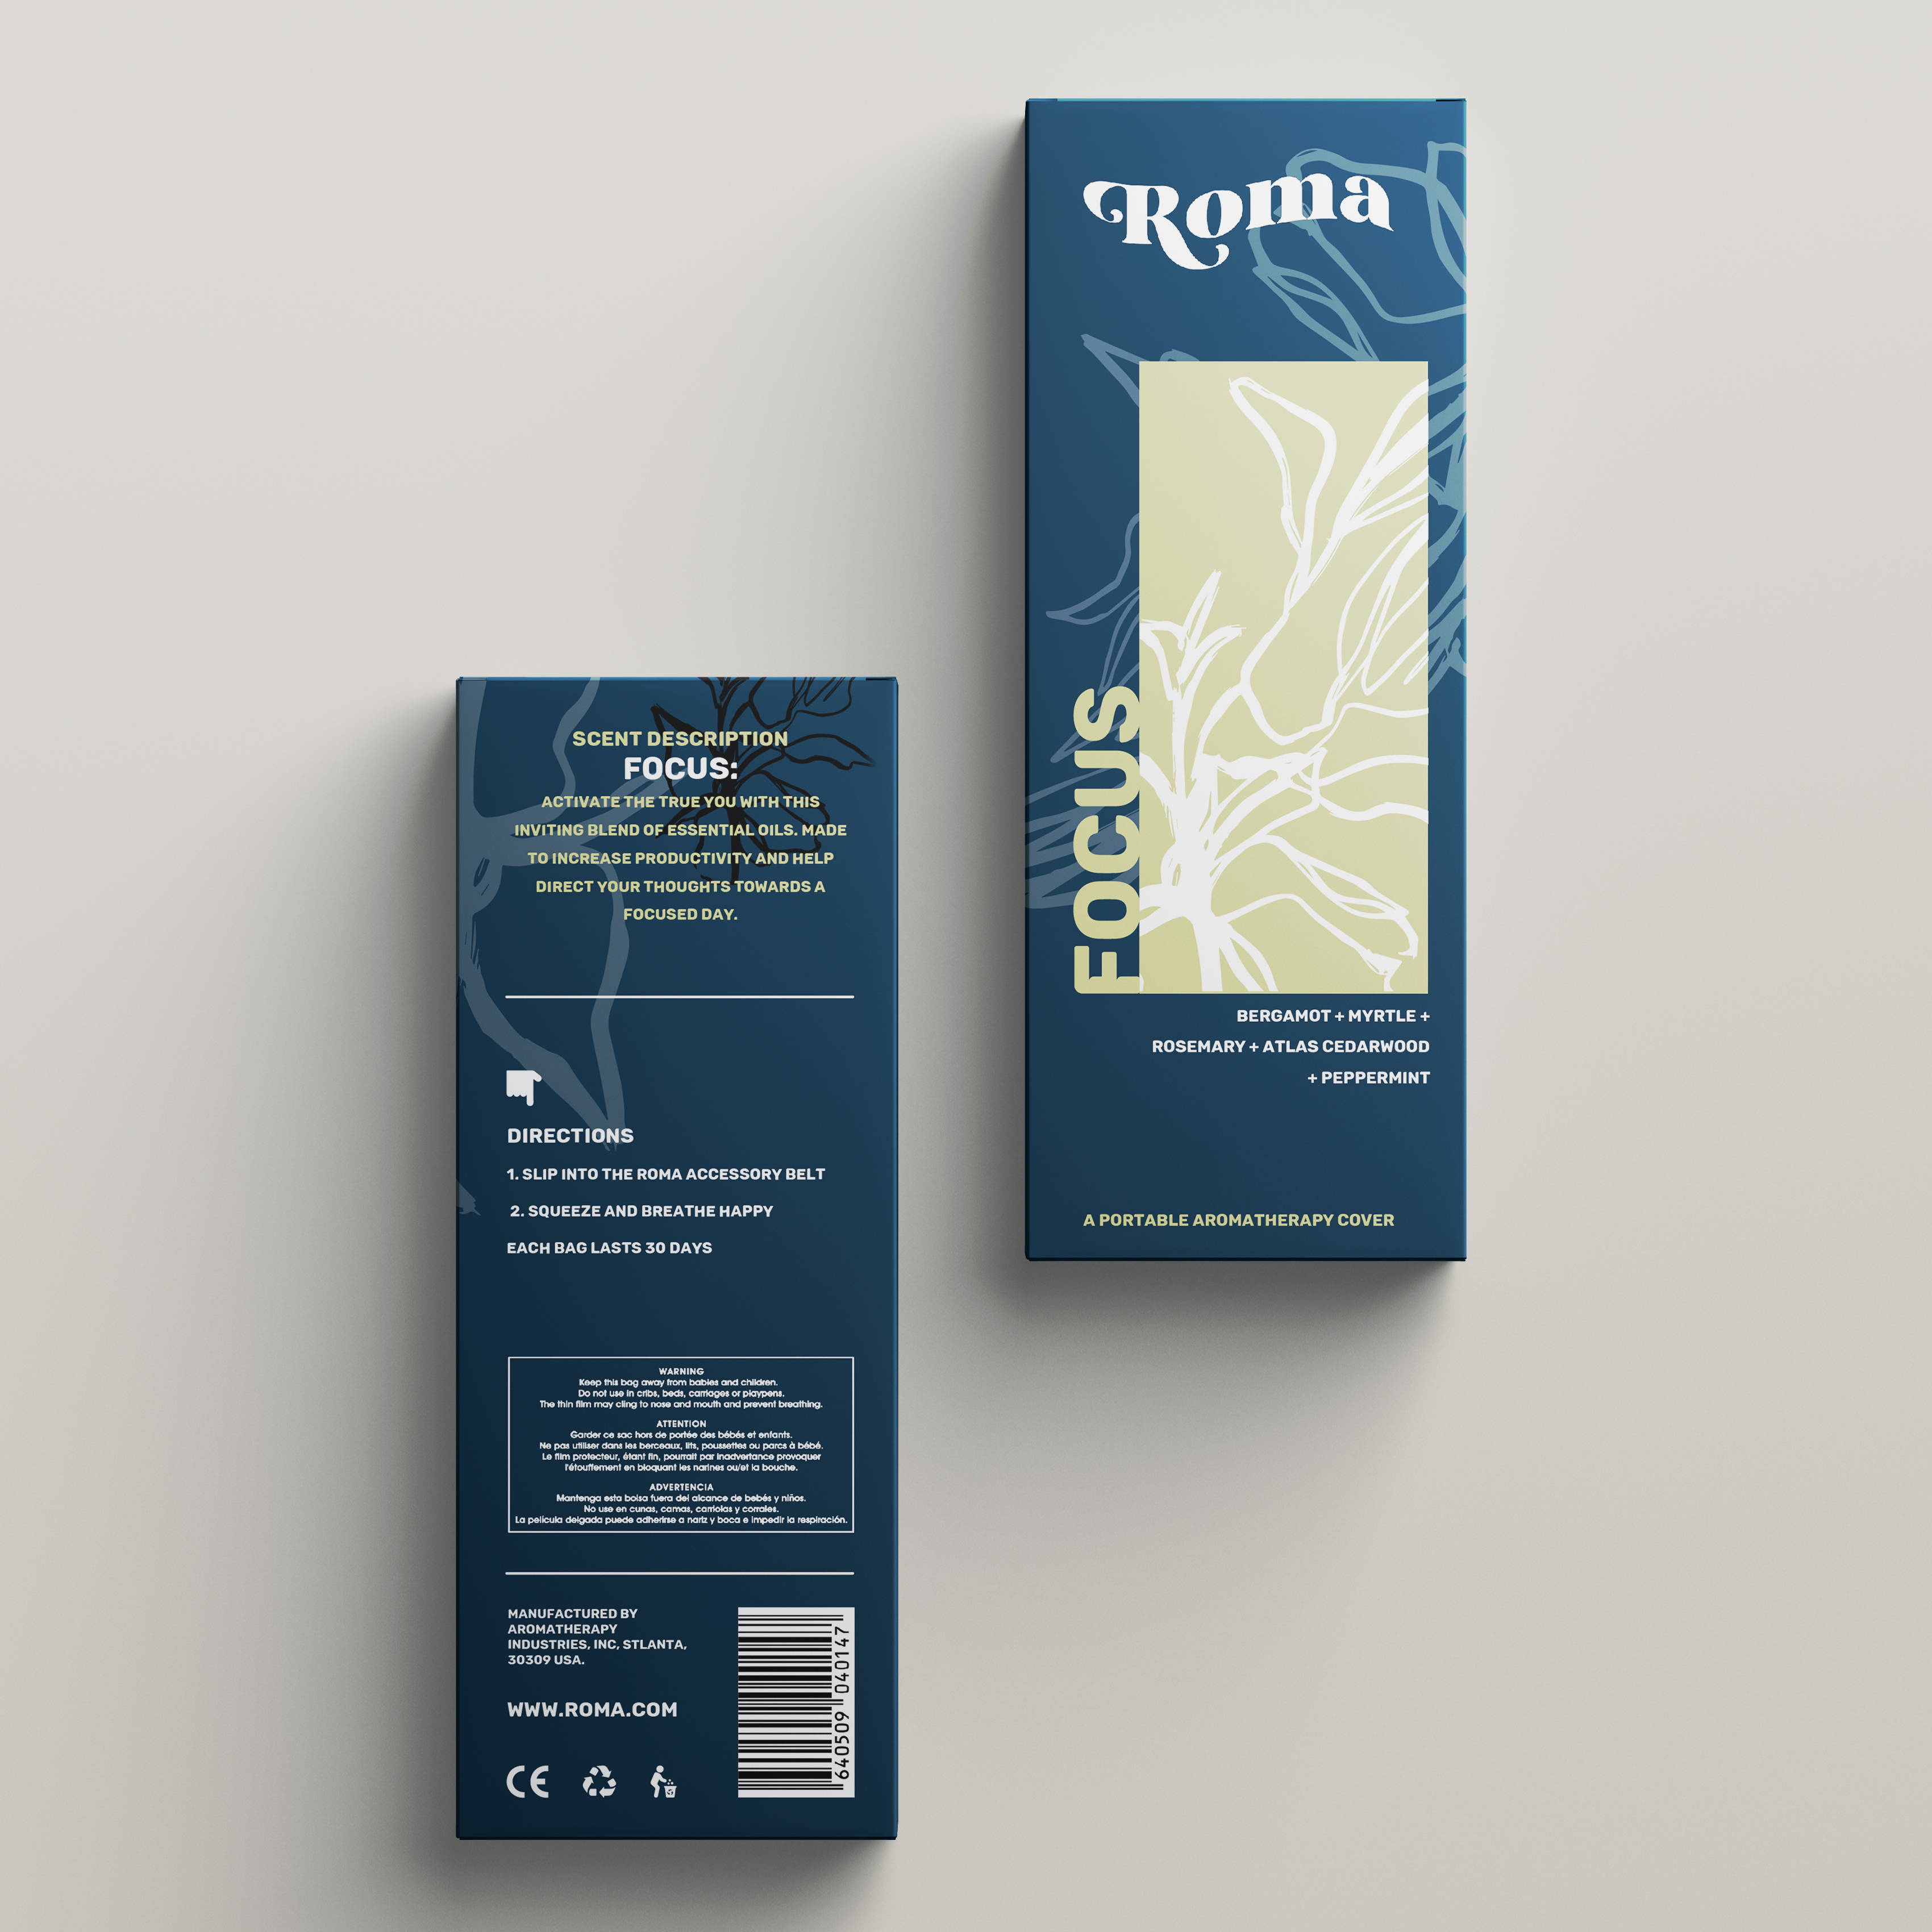 Roma
FOCUS
BERGAMOT + MYRTLE +
ROSEMARY + ATLAS CEDARWOOD
+ PEPPERMINT
A PORTABLE AROMATHERAPY COVER
SCENT DESCRIPTION
FOCUS:
ACTIVATE THE TRUE YOU WITH THIS
INVITING BLEND OF ESSENTIAL OILS. MADE
TO INCREASE PRODUCTIVITY AND HELP
DIRECT YOUR THOUGHTS TOWARDS A
FOCUSED DAY.
DIRECTIONS
1. SLIP INTO THE ROMA ACCESSORY BELT
2. SQUEEZE AND BREATHE HAPPY
EACH BAG LASTS 30 DAYS
WARNING
Keep this bag away from babies and children.
Do not use in cribs, beds, carriages or playpens.
The thin film may cling to nose and mouth and prevent breathing.
ATTENTION
Garder ce sac hors de portée des bébés et enfants.
Ne pas utiliser dans les berceaux, lits, poussettes ou parcs à bébé.
Le film protecteur, étant fin, pourrait par inadvertance provoquer
l'étouffement en bloquant les narines ou/et la bouche.
ADVERTENCIA
Mantenga esta bolsa fuera del alcance de bebés y niños.
No use en cunas, camas, carriolas y corrales.
La película delgada puede adherirse a nariz y boca e impedir la respiración.
MANUFACTURED BY
AROMATHERAPY
INDUSTRIES, INC, STLANTA,
30309 USA.
WWW.ROMA.COM
CE
640509 040147